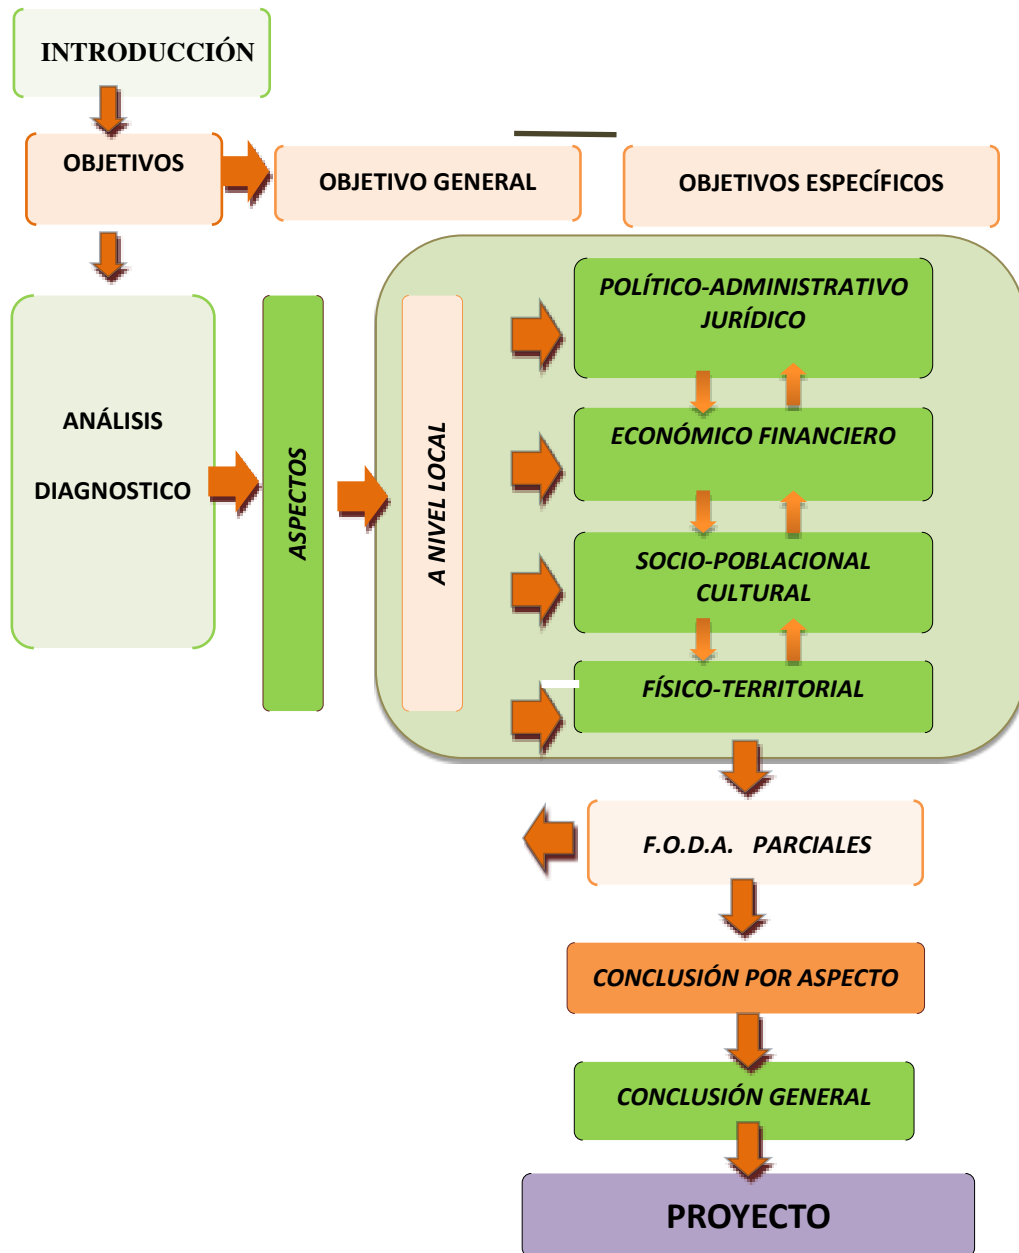 INTRODUCCIÓN
OBJETIVOS
OBJETIVO GENERAL
OBJETIVOS ESPECÍFICOS
ANÁLISIS
DIAGNOSTICO
ASPECTOS
A NIVEL LOCAL
POLÍTICO-ADMINISTRATIVO
JURÍDICO
ECONÓMICO FINANCIERO
SOCIO-POBLACIONAL
CULTURAL
FÍSICO-TERRITORIAL
F.O.D.A. PARCIALES
CONCLUSIÓN POR ASPECTO
CONCLUSIÓN GENERAL
PROYECTO